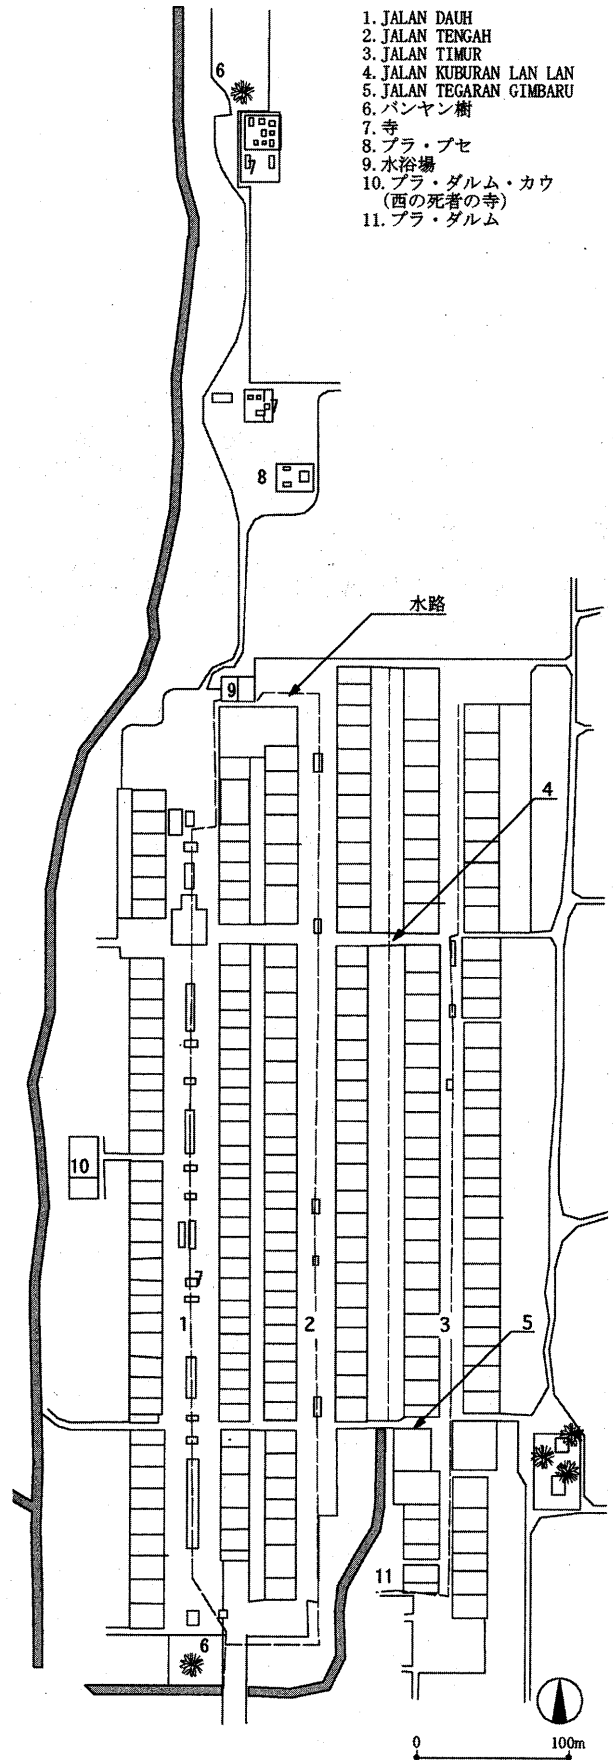 1. JALAN DAUH
2. JALAN TENGAH
3. JALAN TIMUR
4. JALAN KUBURAN LAN LAN
5. JALAN TEGARAN GIMBARU
6. バンヤン樹
7. 寺
8. プラ・プセ
9. 水浴場
10. プラ・ダルム・カウ
(西の死者の寺)
11. プラ・ダルム
6
7
7
8
水路
9
4
10
7
1
2
3
5
11
6
0 100m